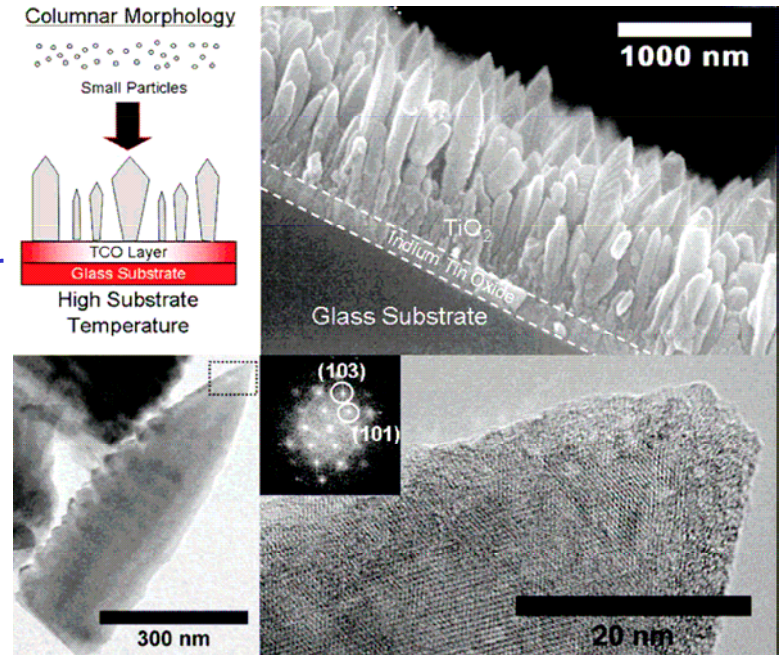 Columnar Morphology
Small Particles
TCO Layer
Glass Substrate
High Substrate
Temperature
1000 nm
TiO2
Indium Tin Oxide
Glass Substrate
300 nm
(103)
(101)
20 nm